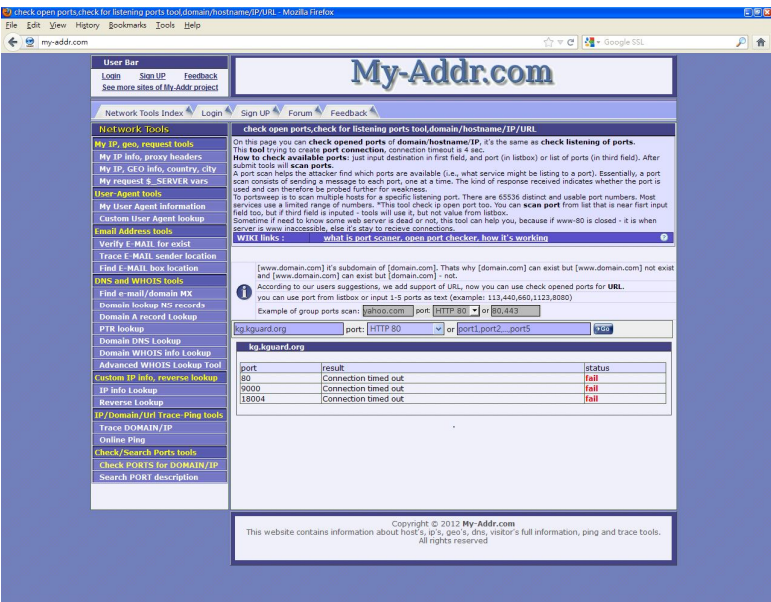 check open ports,check for listening ports tool,domain/hostname/IP/URL - Mozilla Firefox
File Edit View History Bookmarks Tools Help
my-addr.com
Google SSL
User Bar
Login Sign UP Feedback
See more sites of My-Addr project
My-Addr.com
Network Tools Index Login Sign UP Forum Feedback
Network Tools
My IP, geo, request tools
My IP info, proxy headers
My IP, GEO info, country, city
My request $_SERVER vars
User-Agent tools
My User Agent information
Custom User Agent lookup
Email Address tools
Verify E-MAIL for exist
Trace E-MAIL sender location
Find E-MAIL box location
DNS and WHOIS tools
Find e-mail/domain MX
Domain lookup NS records
Domain A record Lookup
PTR lookup
Domain DNS Lookup
Domain WHOIS info Lookup
Advanced WHOIS Lookup Tool
Custom IP info, reverse lookup
IP info Lookup
Reverse Lookup
IP/Domain/Url Trace-Ping tools
Trace DOMAIN/IP
Online Ping
Check/Search Ports tools
Check PORTS for DOMAIN/IP
Search PORT description
check open ports,check for listening ports tool,domain/hostname/IP/URL
On this page you can check opened ports of domain/hostname/IP, it's the same as check listening of ports.
This tool trying to create port connection, connection timeout is 4 sec.
How to check available ports: just input destination in first field, and port (in listbox) or list of ports (in third field). After
submit tools will scan ports.
A port scan helps the attacker find which ports are available (i.e., what service might be listing to a port). Essentially, a port
scan consists of sending a message to each port, one at a time. The kind of response received indicates whether the port is
used and can therefore be probed further for weakness.
To portsweep is to scan multiple hosts for a specific listening port. There are 65536 distinct and usable port numbers. Most
services use a limited range of numbers. *This tool check ip open port too. You can scan port from list that is near fisrt input
field too, but if third field is inputed - tools will use it, but not value from listbox.
Sometime if need to know some web server is dead or not, this tool can help you, because if www-80 is closed - it is when
server is www inaccessible, else it's stay to recieve connections.
WIKI links : what is port scaner, open port checker, how it's working
[www.domain.com] it's subdomain of [domain.com]. Thats why [domain.com] can exist but [www.domain.com] not exist
and [www.domain.com] can exist but [domain.com] - not.
According to our users suggestions, we add support of URL, now you can use check opened ports for URL.
you can use port from listbox or input 1-5 ports as text (example: 113,440,660,1123,8080)
Example of group ports scan: yahoo.com port: HTTP 80 or 80,443
kg.kguard.org port: HTTP 80 or port1,port2,...,port5 Go
kg.kguard.org
port result status
80 Connection timed out fail
9000 Connection timed out fail
18004 Connection timed out fail
Copyright © 2012 My-Addr.com
This website contains information about host's, ip's, geo's, dns, visitor's full information, ping and trace tools.
All rights reserved